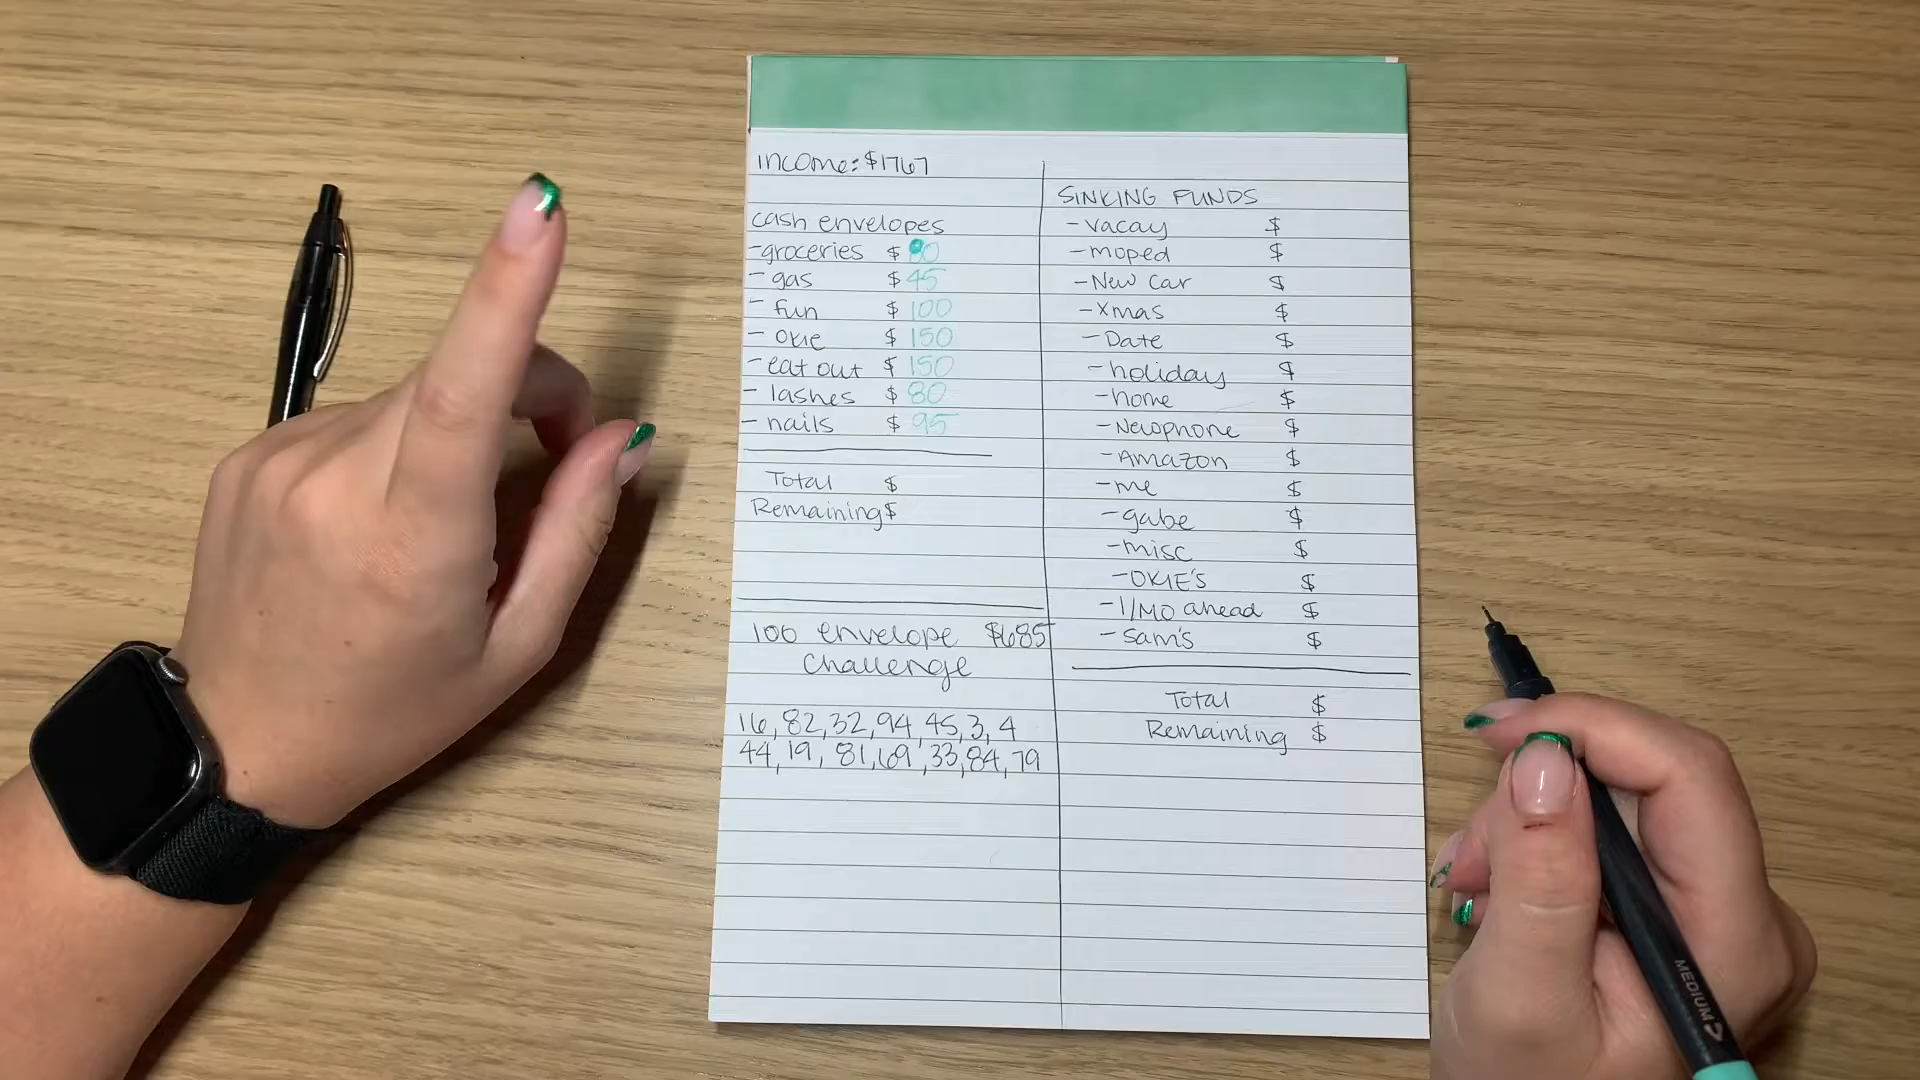 income: $1767
cash envelopes
- groceries $
- gas $45
- fun $100
- okie $150
- eat out $150
- lashes $80
- nails $95
Total $
Remaining $
100 envelope $685
challenge
16, 82, 32, 94, 45, 3, 4
44, 19, 81, 69, 33, 84, 79
SINKING FUNDS
- vacay $
- moped $
- New car $
- Xmas $
- Date $
- holiday $
- home $
- New phone $
- Amazon $
- me $
- gabe $
- misc $
- OKIE'S $
- 1/MO ahead $
- Sam's $
Total $
Remaining $
MEDIUM